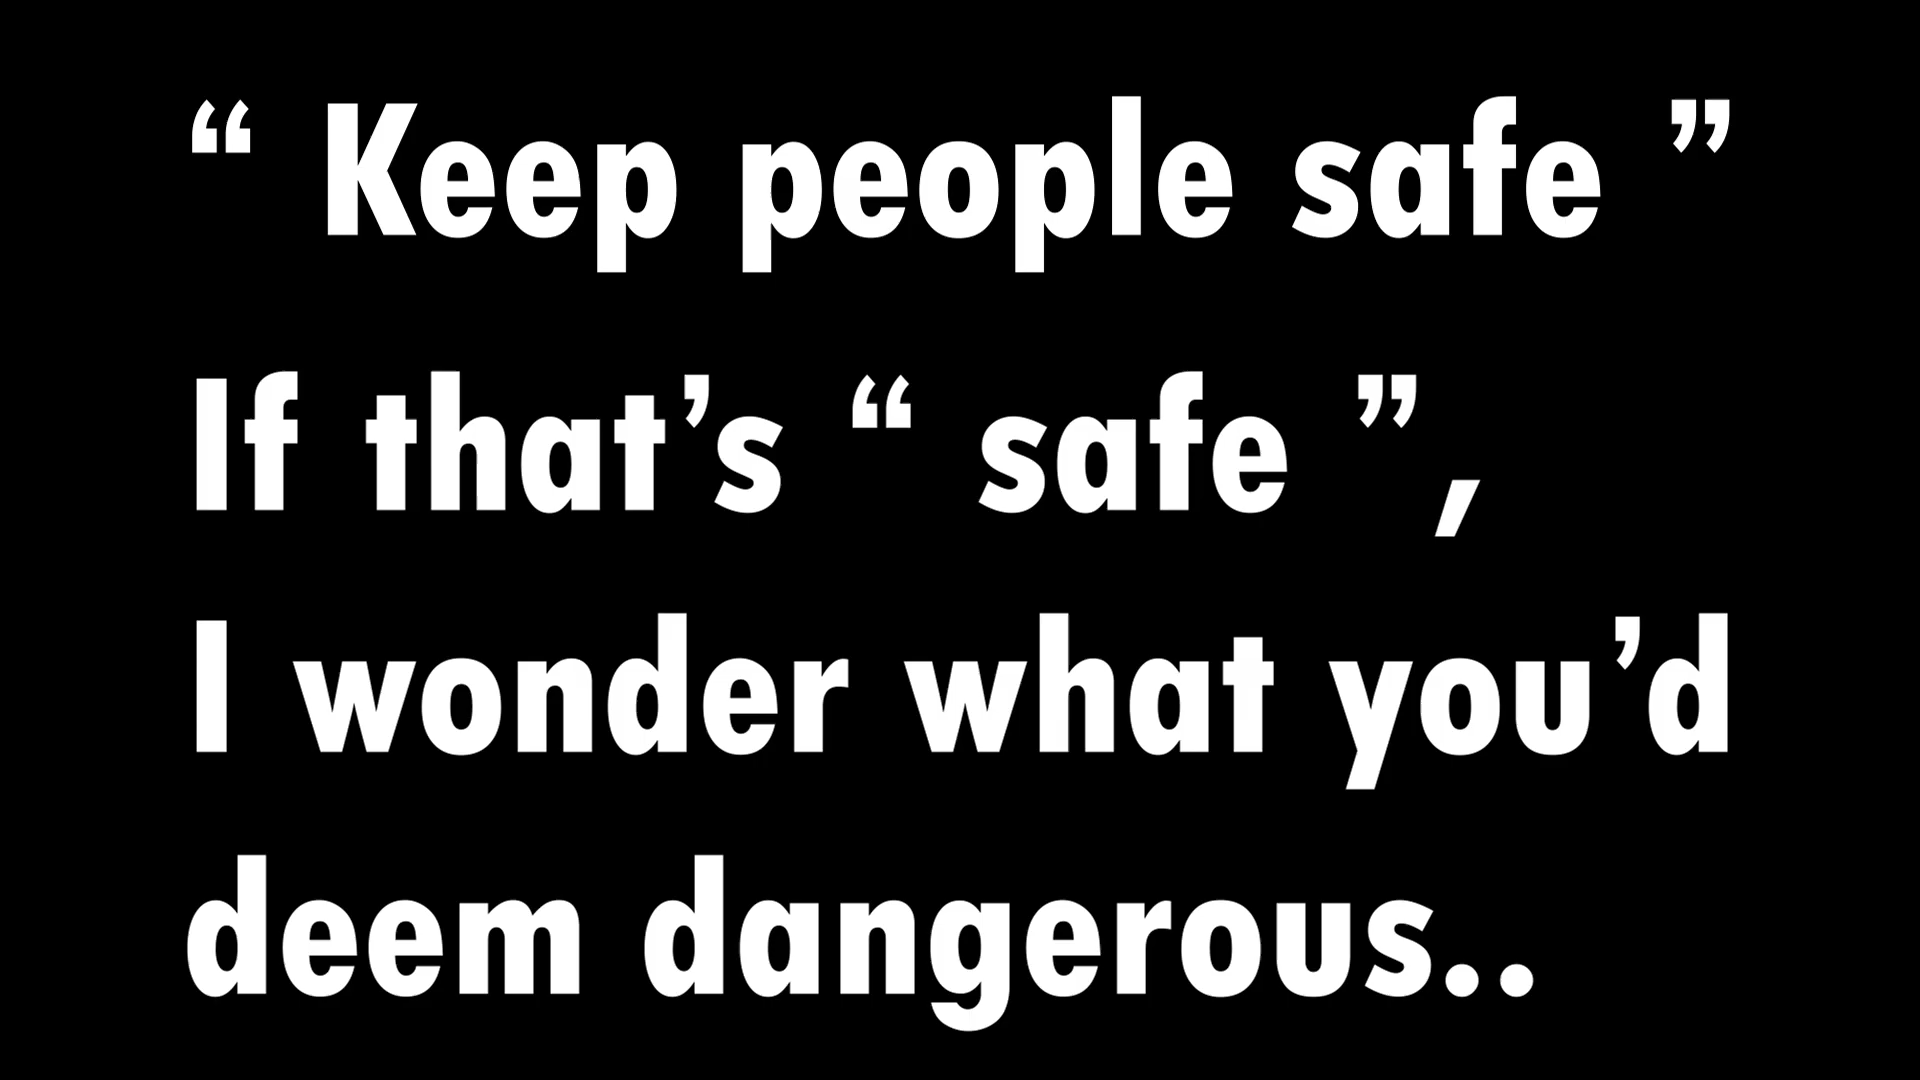 “ Keep people safe ”
If that’s “ safe ”,
I wonder what you’d
deem dangerous..